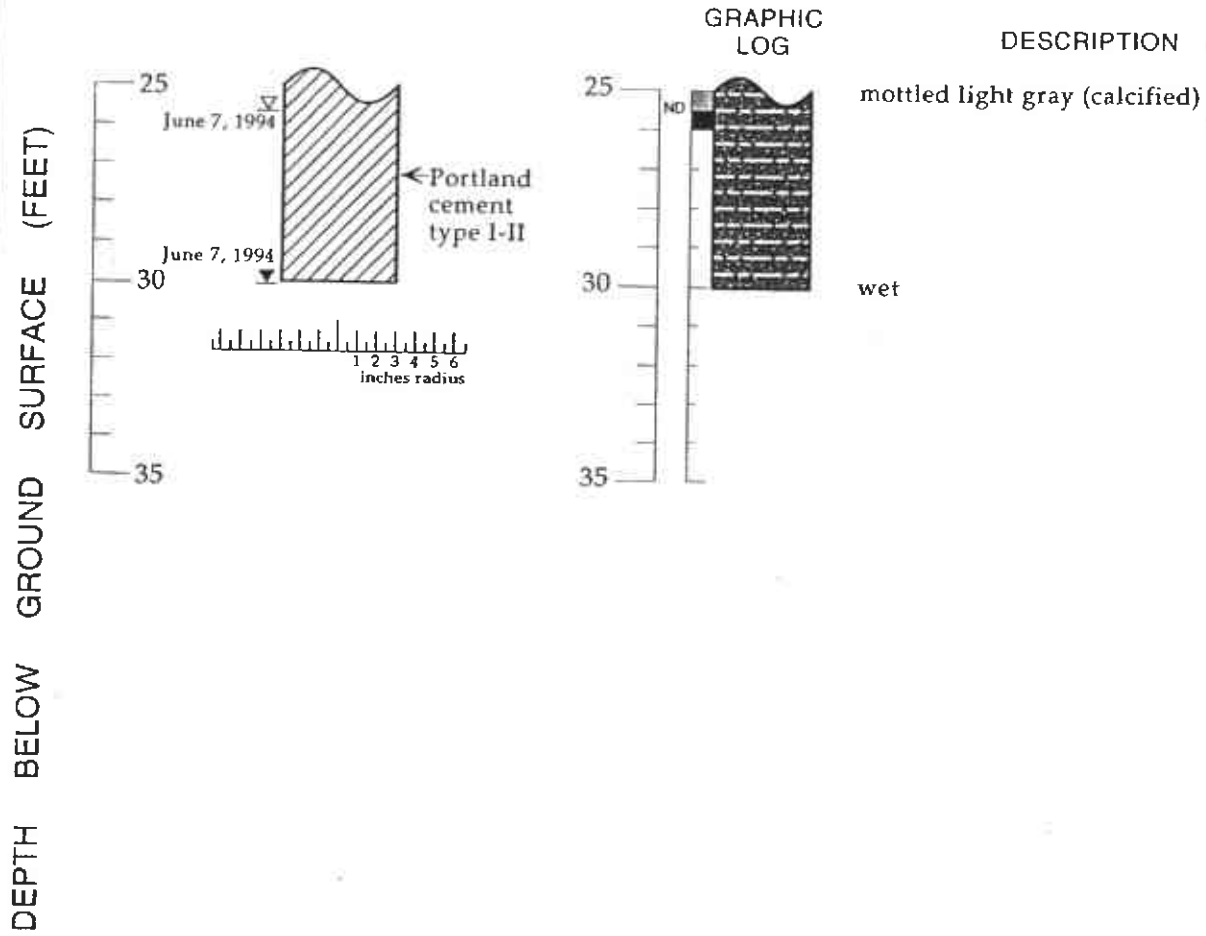 GRAPHIC
LOG
DESCRIPTION
DEPTH BELOW GROUND SURFACE (FEET)
25
June 7, 1994
Portland
cement
type I-II
June 7, 1994
30
1 2 3 4 5 6
inches radius
35
25
ND
mottled light gray (calcified)
30
wet
35